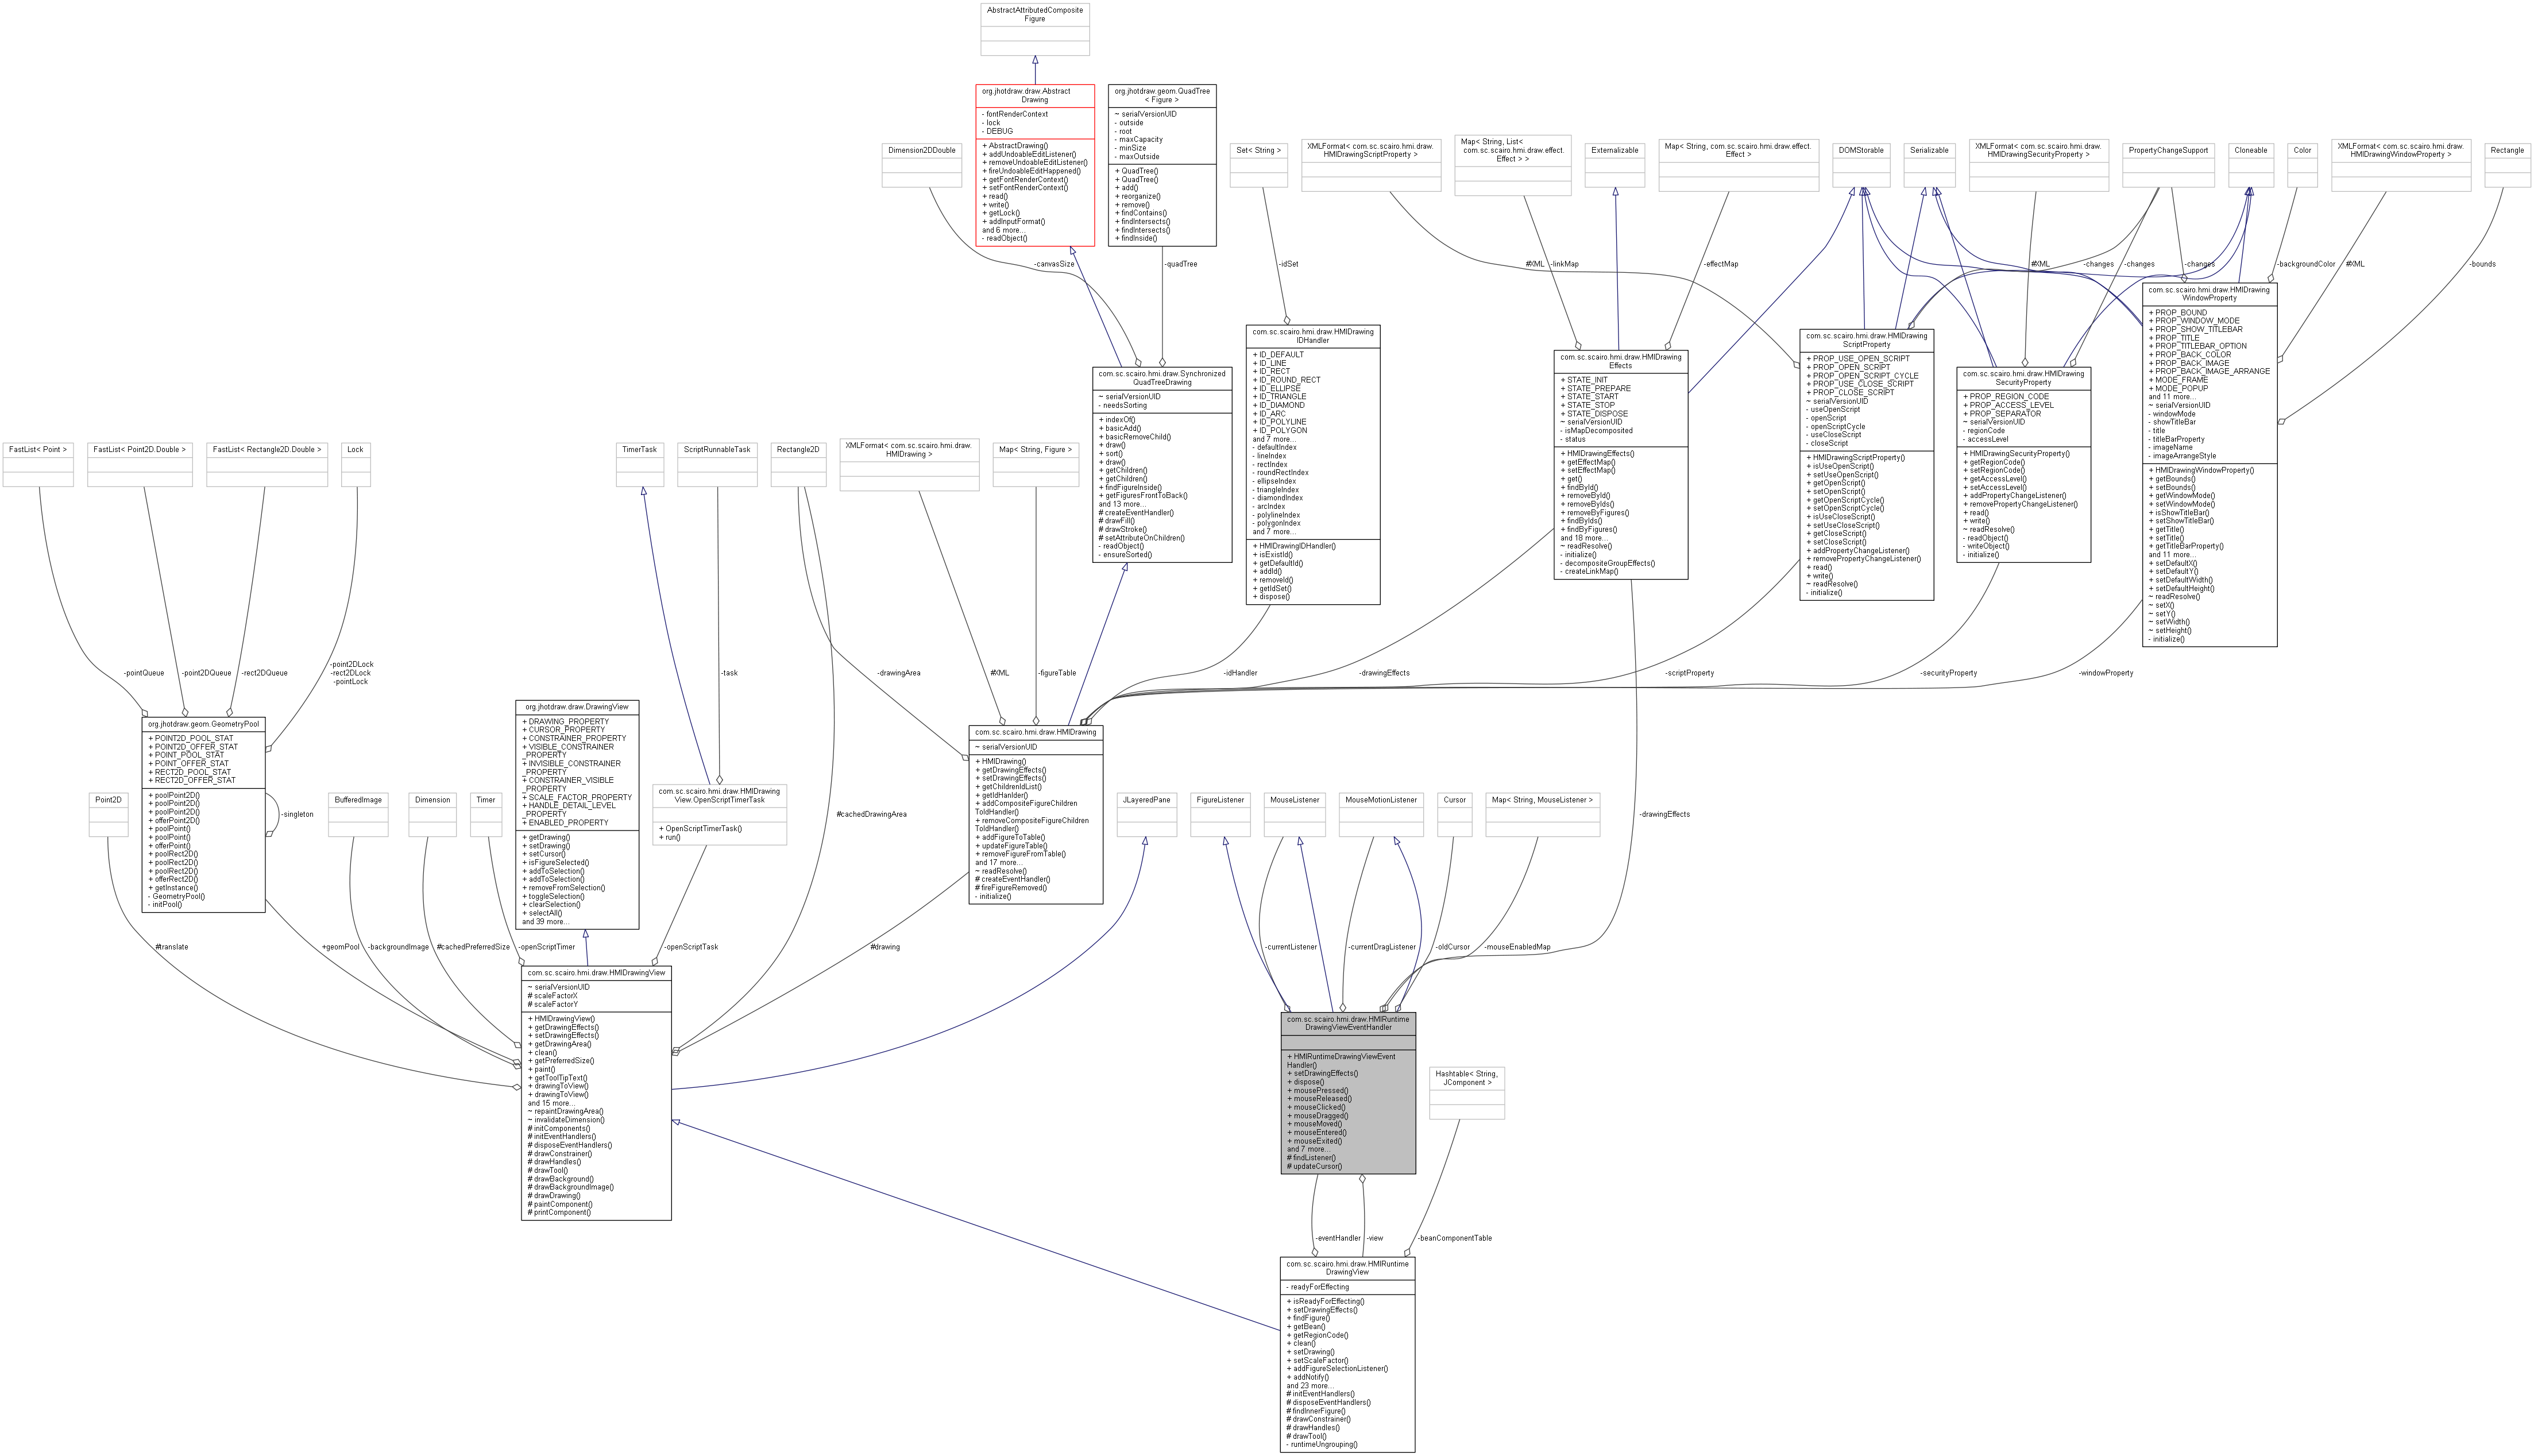 AbstractAttributedComposite
Figure
org.jhotdraw.draw.Abstract
Drawing
- fontRenderContext
- lock
- DEBUG
+ AbstractDrawing()
+ addUndoableEditListener()
+ removeUndoableEditListener()
+ fireUndoableEditHappened()
+ getFontRenderContext()
+ setFontRenderContext()
+ read()
+ write()
+ getLock()
+ addInputFormat()
and 6 more...
- readObject()
org.jhotdraw.geom.QuadTree
< Figure >
~ serialVersionUID
- outside
- root
- maxCapacity
- minSize
- maxOutside
+ QuadTree()
+ QuadTree()
+ add()
+ reorganize()
+ remove()
+ findContains()
+ findIntersects()
+ findIntersects()
+ findInside()
Dimension2DDouble
Set< String >
XMLFormat< com.sc.scairo.hmi.draw.
HMIDrawingScriptProperty >
Map< String, List<
com.sc.scairo.hmi.draw.effect.
Effect > >
Externalizable
Map< String, com.sc.scairo.hmi.draw.effect.
Effect >
DOMStorable
Serializable
XMLFormat< com.sc.scairo.hmi.draw.
HMIDrawingSecurityProperty >
PropertyChangeSupport
Cloneable
Color
XMLFormat< com.sc.scairo.hmi.draw.
HMIDrawingWindowProperty >
Rectangle
-canvasSize
-quadTree
-idSet
#XML
-linkMap
-effectMap
#XML
-changes
-changes
-changes
-backgroundColor
#XML
-bounds
com.sc.scairo.hmi.draw.Synchronized
QuadTreeDrawing
~ serialVersionUID
- needsSorting
+ indexOf()
+ basicAdd()
+ basicRemoveChild()
+ draw()
+ sort()
+ draw()
+ getChildren()
+ getChildren()
+ findFigureInside()
+ getFiguresFrontToBack()
and 13 more...
# createEventHandler()
# drawFill()
# drawStroke()
# setAttributeOnChildren()
- readObject()
- ensureSorted()
com.sc.scairo.hmi.draw.HMIDrawing
IDHandler
+ ID_DEFAULT
+ ID_LINE
+ ID_RECT
+ ID_ROUND_RECT
+ ID_ELLIPSE
+ ID_TRIANGLE
+ ID_DIAMOND
+ ID_ARC
+ ID_POLYLINE
+ ID_POLYGON
and 7 more...
- defaultIndex
- lineIndex
- rectIndex
- roundRectIndex
- ellipseIndex
- triangleIndex
- diamondIndex
- arcIndex
- polylineIndex
- polygonIndex
and 7 more...
+ HMIDrawingIDHandler()
+ isExistId()
+ getDefaultId()
+ addId()
+ removeId()
+ getIdSet()
+ dispose()
com.sc.scairo.hmi.draw.HMIDrawing
Effects
+ STATE_INIT
+ STATE_PREPARE
+ STATE_START
+ STATE_STOP
+ STATE_DISPOSE
~ serialVersionUID
- isMapDecomposited
- status
+ HMIDrawingEffects()
+ getEffectMap()
+ setEffectMap()
+ get()
+ findById()
+ removeById()
+ removeByIds()
+ removeByFigures()
+ findByIds()
+ findByFigures()
and 18 more...
~ readResolve()
- initialize()
- decompositeGroupEffects()
- createLinkMap()
com.sc.scairo.hmi.draw.HMIDrawing
ScriptProperty
+ PROP_USE_OPEN_SCRIPT
+ PROP_OPEN_SCRIPT
+ PROP_OPEN_SCRIPT_CYCLE
+ PROP_USE_CLOSE_SCRIPT
+ PROP_CLOSE_SCRIPT
~ serialVersionUID
- useOpenScript
- openScript
- openScriptCycle
- useCloseScript
- closeScript
+ HMIDrawingScriptProperty()
+ isUseOpenScript()
+ setUseOpenScript()
+ getOpenScript()
+ setOpenScript()
+ getOpenScriptCycle()
+ setOpenScriptCycle()
+ isUseCloseScript()
+ setUseCloseScript()
+ getCloseScript()
+ setCloseScript()
+ addPropertyChangeListener()
+ removePropertyChangeListener()
+ read()
+ write()
~ readResolve()
- initialize()
com.sc.scairo.hmi.draw.HMIDrawing
SecurityProperty
+ PROP_REGION_CODE
+ PROP_ACCESS_LEVEL
+ PROP_SEPARATOR
~ serialVersionUID
- regionCode
- accessLevel
+ HMIDrawingSecurityProperty()
+ getRegionCode()
+ setRegionCode()
+ getAccessLevel()
+ setAccessLevel()
+ addPropertyChangeListener()
+ removePropertyChangeListener()
+ read()
+ write()
~ readResolve()
- readObject()
- writeObject()
- initialize()
com.sc.scairo.hmi.draw.HMIDrawing
WindowProperty
+ PROP_BOUND
+ PROP_WINDOW_MODE
+ PROP_SHOW_TITLEBAR
+ PROP_TITLE
+ PROP_TITLEBAR_OPTION
+ PROP_BACK_COLOR
+ PROP_BACK_IMAGE
+ PROP_BACK_IMAGE_ARRANGE
+ MODE_FRAME
+ MODE_POPUP
and 11 more...
~ serialVersionUID
- windowMode
- showTitleBar
- title
- titleBarProperty
- imageName
- imageArrangeStyle
+ HMIDrawingWindowProperty()
+ getBounds()
+ setBounds()
+ getWindowMode()
+ setWindowMode()
+ isShowTitleBar()
+ setShowTitleBar()
+ getTitle()
+ setTitle()
+ getTitleBarProperty()
and 11 more...
+ setDefaultX()
+ setDefaultY()
+ setDefaultWidth()
+ setDefaultHeight()
~ readResolve()
~ setX()
~ setY()
~ setWidth()
~ setHeight()
- initialize()
FastList< Point >
FastList< Point2D.Double >
FastList< Rectangle2D.Double >
Lock
TimerTask
ScriptRunnableTask
Rectangle2D
XMLFormat< com.sc.scairo.hmi.draw.
HMIDrawing >
Map< String, Figure >
-pointQueue
-point2DQueue
-rect2DQueue
-point2DLock
-rect2DLock
-pointLock
-task
-drawingArea
#XML
-figureTable
-idHandler
-drawingEffects
-scriptProperty
-securityProperty
-windowProperty
org.jhotdraw.geom.GeometryPool
+ POINT2D_POOL_STAT
+ POINT2D_OFFER_STAT
+ POINT_POOL_STAT
+ POINT_OFFER_STAT
+ RECT2D_POOL_STAT
+ RECT2D_OFFER_STAT
+ poolPoint2D()
+ poolPoint2D()
+ poolPoint2D()
+ offerPoint2D()
+ poolPoint()
+ poolPoint()
+ offerPoint()
+ poolRect2D()
+ poolRect2D()
+ poolRect2D()
+ offerRect2D()
+ getInstance()
- GeometryPool()
- initPool()
-singleton
org.jhotdraw.draw.DrawingView
+ DRAWING_PROPERTY
+ CURSOR_PROPERTY
+ CONSTRAINER_PROPERTY
+ VISIBLE_CONSTRAINER
_PROPERTY
+ INVISIBLE_CONSTRAINER
_PROPERTY
+ CONSTRAINER_VISIBLE
_PROPERTY
+ SCALE_FACTOR_PROPERTY
+ HANDLE_DETAIL_LEVEL
_PROPERTY
+ ENABLED_PROPERTY
+ getDrawing()
+ setDrawing()
+ setCursor()
+ isFigureSelected()
+ addToSelection()
+ addToSelection()
+ removeFromSelection()
+ toggleSelection()
+ clearSelection()
+ selectAll()
and 39 more...
com.sc.scairo.hmi.draw.HMIDrawing
View.OpenScriptTimerTask
+ OpenScriptTimerTask()
+ run()
#cachedDrawingArea
com.sc.scairo.hmi.draw.HMIDrawing
~ serialVersionUID
+ HMIDrawing()
+ getDrawingEffects()
+ setDrawingEffects()
+ getChildrenIdList()
+ getIdHanlder()
+ addCompositeFigureChildren
ToIdHandler()
+ removeCompositeFigureChildren
ToIdHandler()
+ addFigureToTable()
+ updateFigureTable()
+ removeFigureFromTable()
and 17 more...
~ readResolve()
# createEventHandler()
# fireFigureRemoved()
- initialize()
Point2D
BufferedImage
Dimension
Timer
JLayeredPane
FigureListener
MouseListener
MouseMotionListener
Cursor
Map< String, MouseListener >
-drawingEffects
#translate
+geomPool
-backgroundImage
#cachedPreferredSize
-openScriptTimer
-openScriptTask
#drawing
-currentListener
-currentDragListener
-oldCursor
-mouseEnabledMap
com.sc.scairo.hmi.draw.HMIDrawingView
~ serialVersionUID
# scaleFactorX
# scaleFactorY
+ HMIDrawingView()
+ getDrawingEffects()
+ setDrawingEffects()
+ getDrawingArea()
+ clean()
+ getPreferredSize()
+ paint()
+ getToolTipText()
+ drawingToView()
+ drawingToView()
and 15 more...
~ repaintDrawingArea()
~ invalidateDimension()
# initComponents()
# initEventHandlers()
# disposeEventHandlers()
# drawConstrainer()
# drawHandles()
# drawTool()
# drawBackground()
# drawBackgroundImage()
# drawDrawing()
# paintComponent()
# printComponent()
com.sc.scairo.hmi.draw.HMIRuntime
DrawingViewEventHandler
+ HMIRuntimeDrawingViewEvent
Handler()
+ setDrawingEffects()
+ dispose()
+ mousePressed()
+ mouseReleased()
+ mouseClicked()
+ mouseDragged()
+ mouseMoved()
+ mouseEntered()
+ mouseExited()
and 7 more...
# findListener()
# updateCursor()
Hashtable< String,
JComponent >
-eventHandler
-view
-beanComponentTable
com.sc.scairo.hmi.draw.HMIRuntime
DrawingView
- readyForEffecting
+ isReadyForEffecting()
+ setDrawingEffects()
+ findFigure()
+ getBean()
+ getRegionCode()
+ clean()
+ setDrawing()
+ setScaleFactor()
+ addFigureSelectionListener()
+ addNotify()
and 23 more...
# initEventHandlers()
# disposeEventHandlers()
# findInnerFigure()
# drawConstrainer()
# drawHandles()
# drawTool()
- runtimeUngrouping()